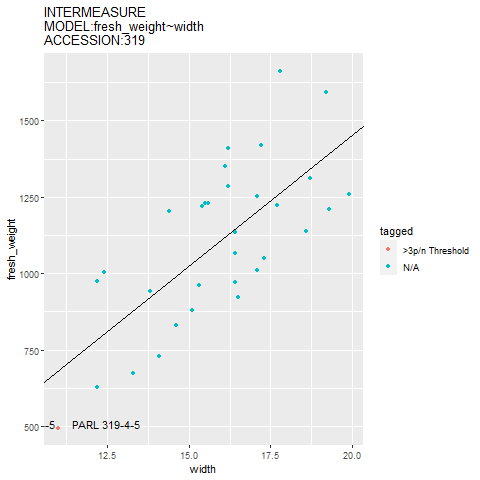 INTERMEASURE
MODEL:fresh_weight~width
ACCESSION:319
1500
1250
1000
750
500
fresh_weight
-5
PARL 319-4-5
12.5 15.0 17.5 20.0
width
tagged
>3p/n Threshold
N/A